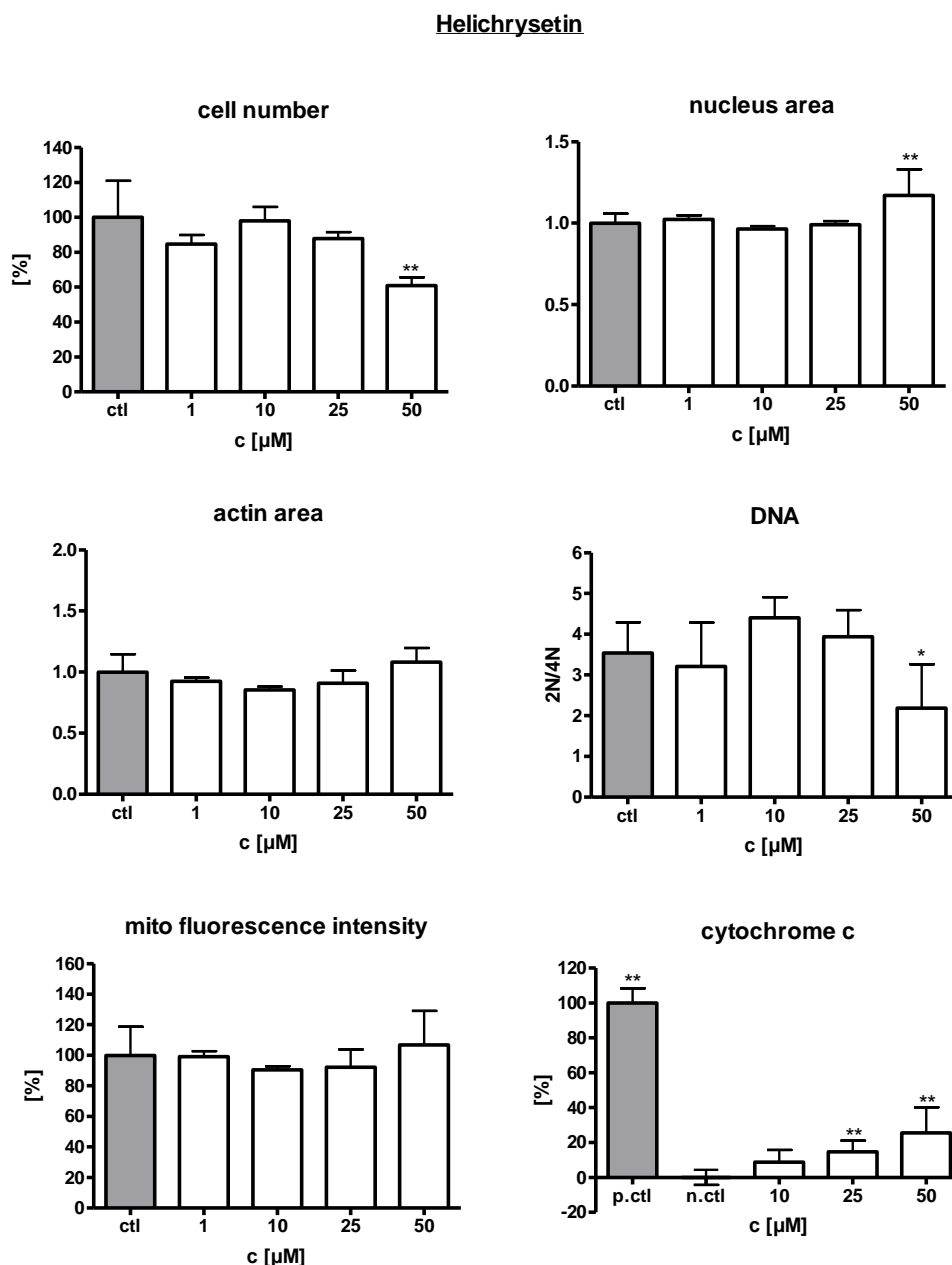 Helichrysetin
cell number
140
120
100
80
60
40
20
0
[%]
**
ctl 1 10 25 50
c [µM]
nucleus area
1.5
1.0
0.5
0.0
**
ctl 1 10 25 50
c [µM]
actin area
2.0
1.5
1.0
0.5
0.0
ctl 1 10 25 50
c [µM]
DNA
6
5
4
3
2
1
0
2N/4N
*
ctl 1 10 25 50
c [µM]
mito fluorescence intensity
160
140
120
100
80
60
40
20
0
[%]
ctl 1 10 25 50
c [µM]
cytochrome c
120
100
80
60
40
20
0
-20
[%]
**
**
**
p.ctl n.ctl 10 25 50
c [µM]